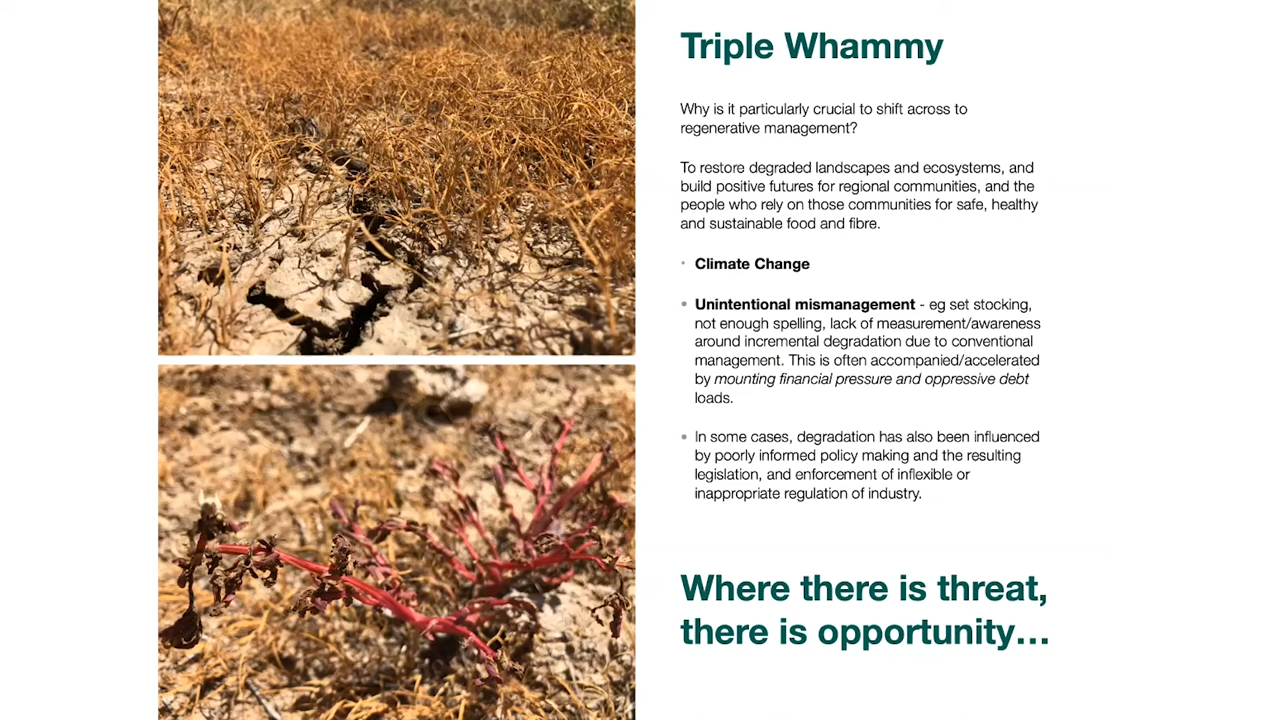 Triple Whammy
Why is it particularly crucial to shift across to
regenerative management?
To restore degraded landscapes and ecosystems, and
build positive futures for regional communities, and the
people who rely on those communities for safe, healthy
and sustainable food and fibre.
• Climate Change
• Unintentional mismanagement - eg set stocking,
not enough spelling, lack of measurement/awareness
around incremental degradation due to conventional
management. This is often accompanied/accelerated
by mounting financial pressure and oppressive debt
loads.
• In some cases, degradation has also been influenced
by poorly informed policy making and the resulting
legislation, and enforcement of inflexible or
inappropriate regulation of industry.
Where there is threat,
there is opportunity…